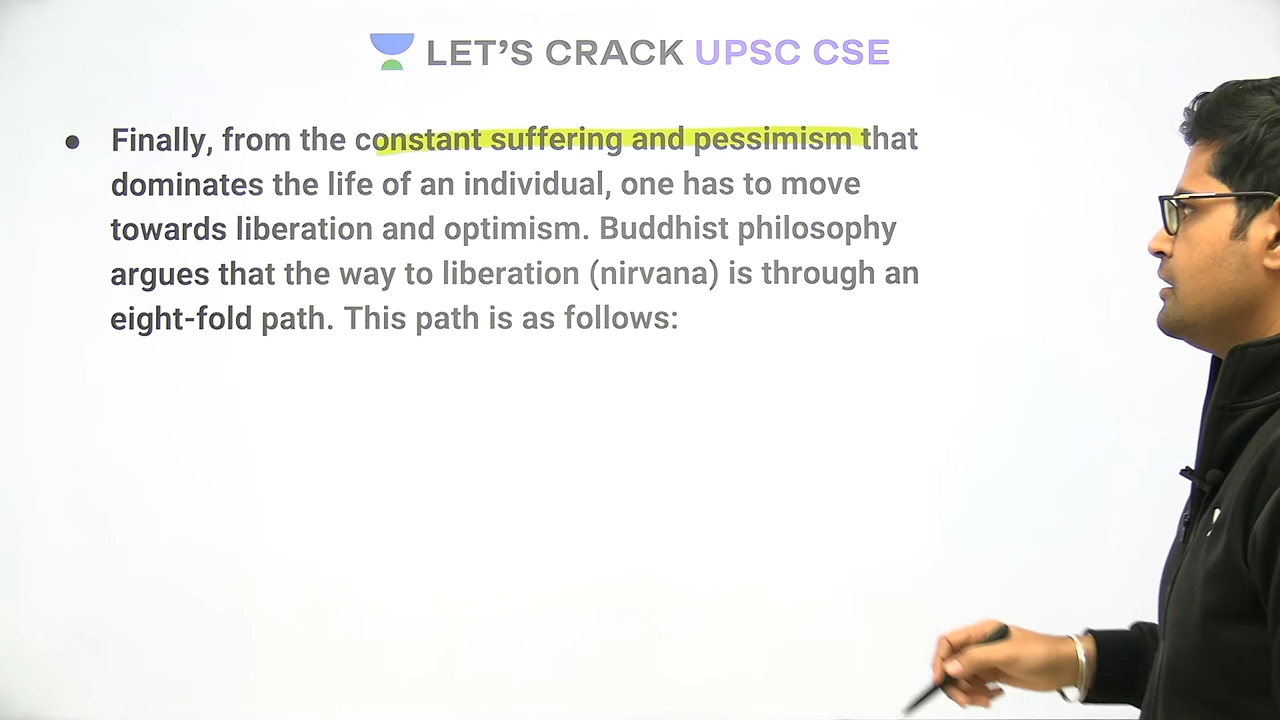 LET'S CRACK UPSC CSE
● Finally, from the constant suffering and pessimism that
dominates the life of an individual, one has to move
towards liberation and optimism. Buddhist philosophy
argues that the way to liberation (nirvana) is through an
eight-fold path. This path is as follows: